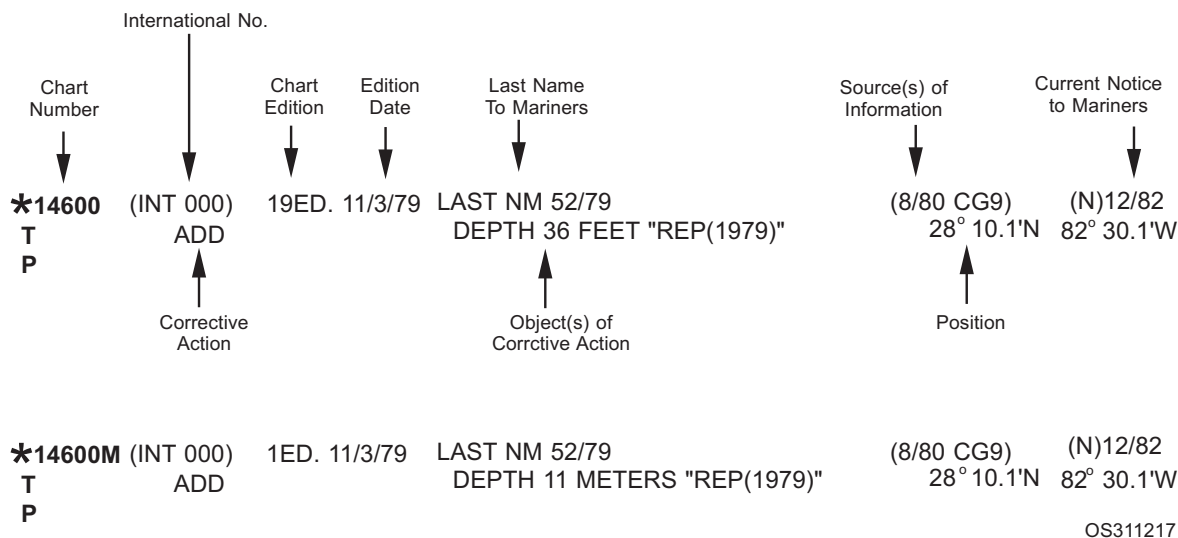 International No.
Chart Number
Chart Edition
Edition Date
Last Name To Mariners
Source(s) of Information
Current Notice to Mariners
*14600 (INT 000) 19ED. 11/3/79 LAST NM 52/79 (8/80 CG9) (N)12/82
T ADD DEPTH 36 FEET "REP(1979)" 28° 10.1'N 82° 30.1'W
P
Corrective Action
Object(s) of Corrctive Action
Position
*14600M (INT 000) 1ED. 11/3/79 LAST NM 52/79 (8/80 CG9) (N)12/82
T ADD DEPTH 11 METERS "REP(1979)" 28° 10.1'N 82° 30.1'W
P
OS311217